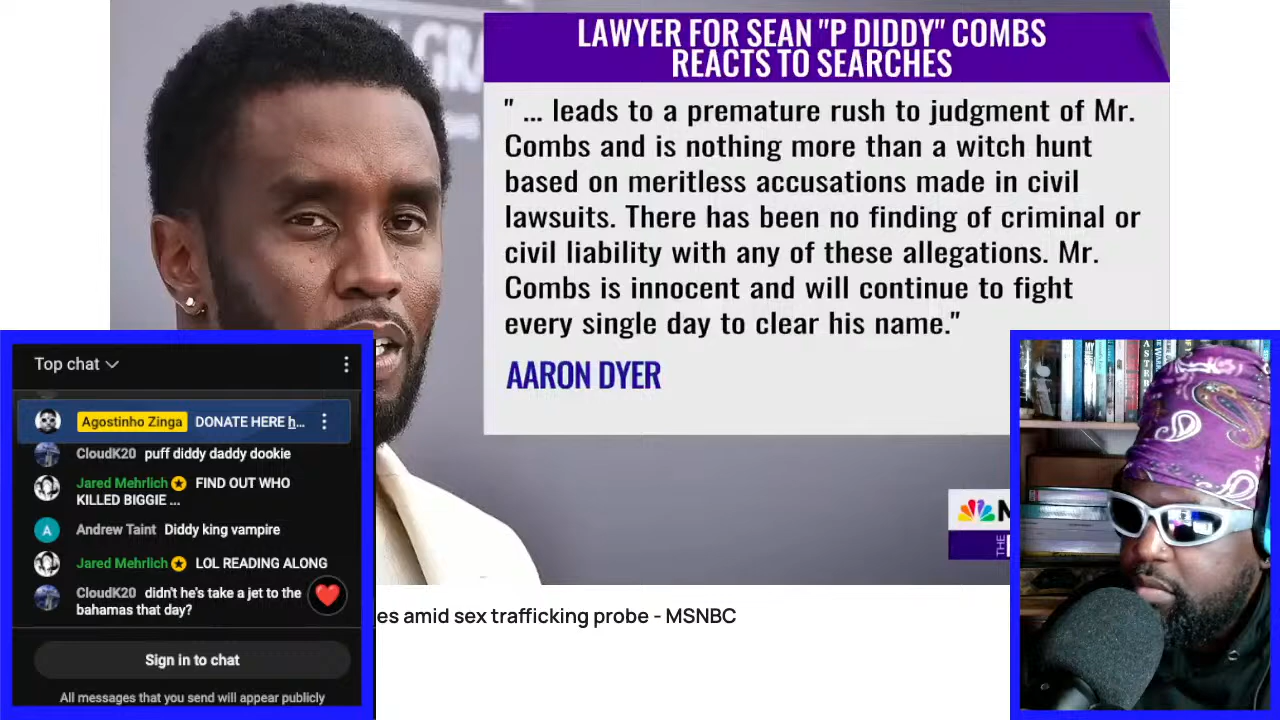 LAWYER FOR SEAN "P DIDDY" COMBS
REACTS TO SEARCHES
" ... leads to a premature rush to judgment of Mr.
Combs and is nothing more than a witch hunt
based on meritless accusations made in civil
lawsuits. There has been no finding of criminal or
civil liability with any of these allegations. Mr.
Combs is innocent and will continue to fight
every single day to clear his name."
AARON DYER
Top chat
Agostinho Zinga DONATE HERE h...
CloudK20 puff diddy daddy dookie
Jared Mehrlich FIND OUT WHO
KILLED BIGGIE ...
Andrew Taint Diddy king vampire
Jared Mehrlich LOL READING ALONG
CloudK20 didn't he's take a jet to the
bahamas that day?
Sign in to chat
All messages that you send will appear publicly
es amid sex trafficking probe - MSNBC
THE